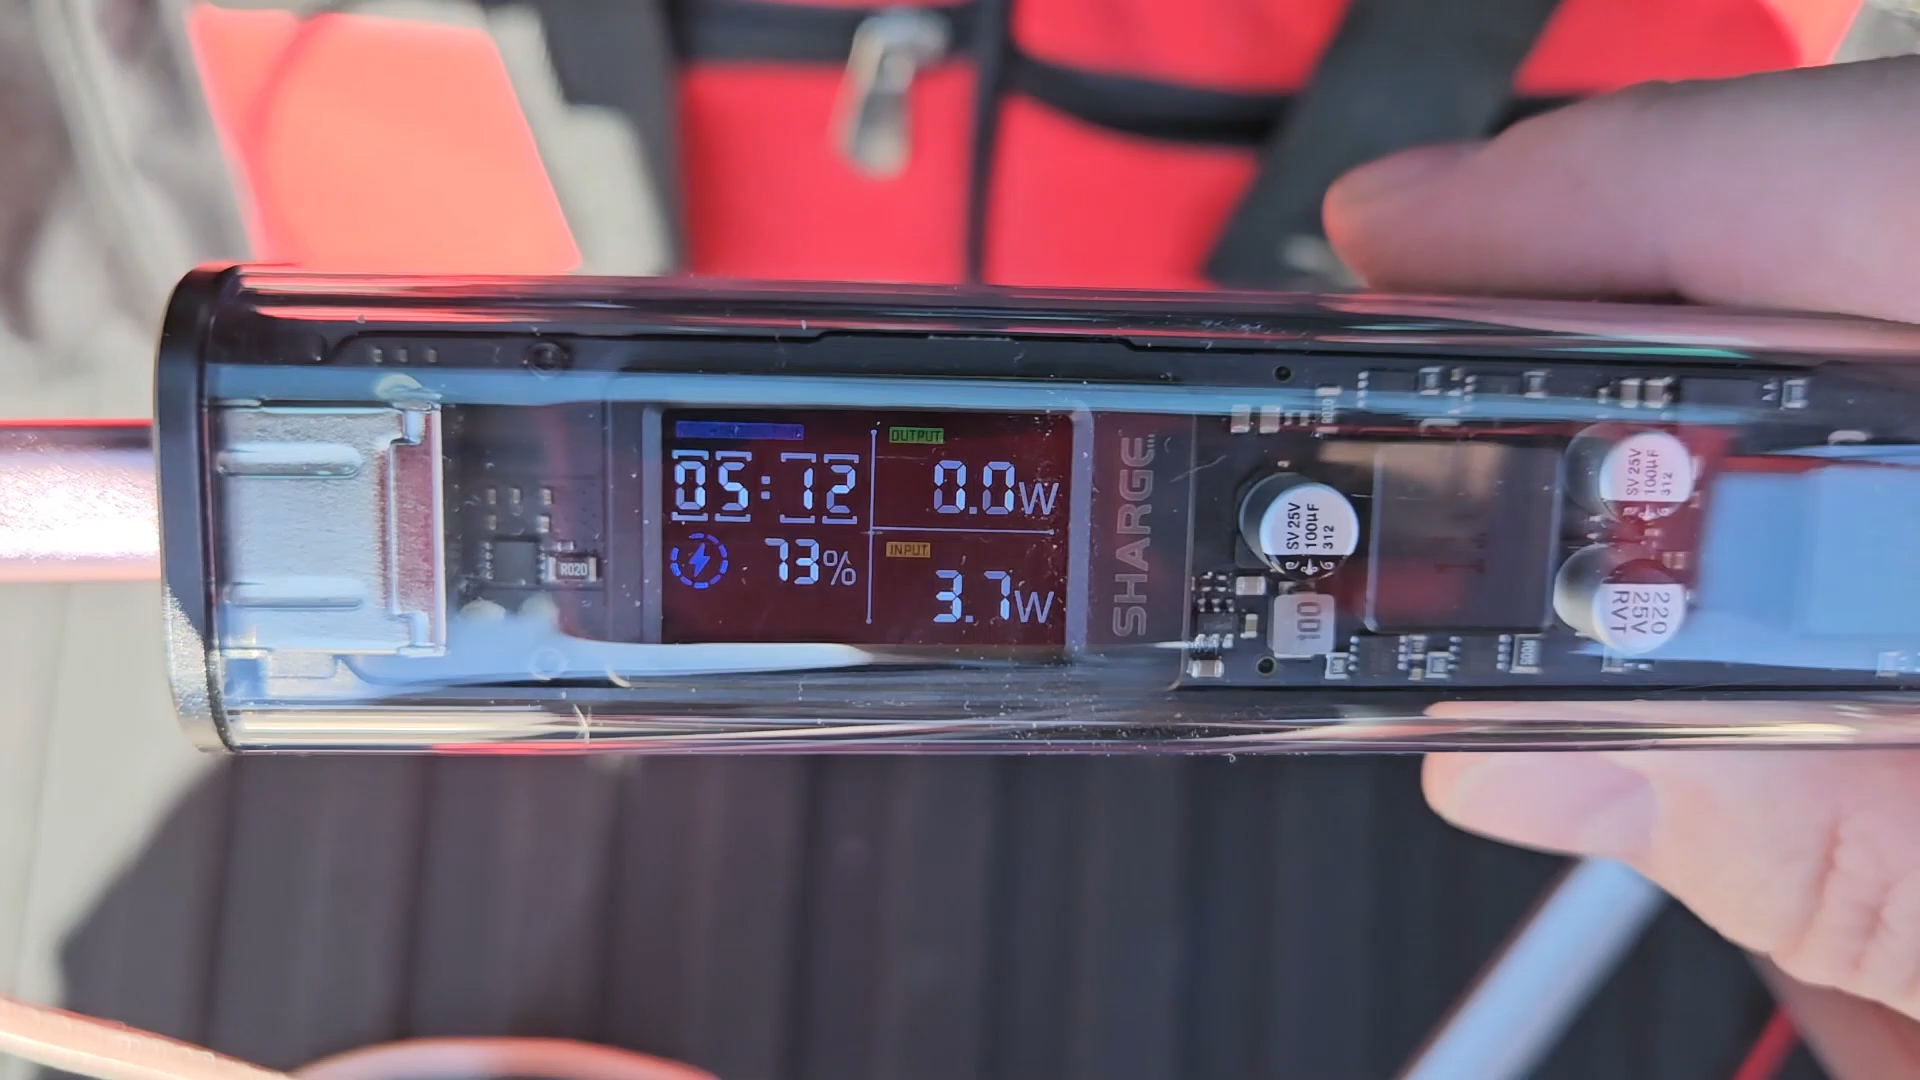 05:12
73%
OUTPUT
0.0W
INPUT
3.7W
SHARGE
R020
100
SV 25V
100µF
312
SV 25V
100µF
312
220
25V
RVT